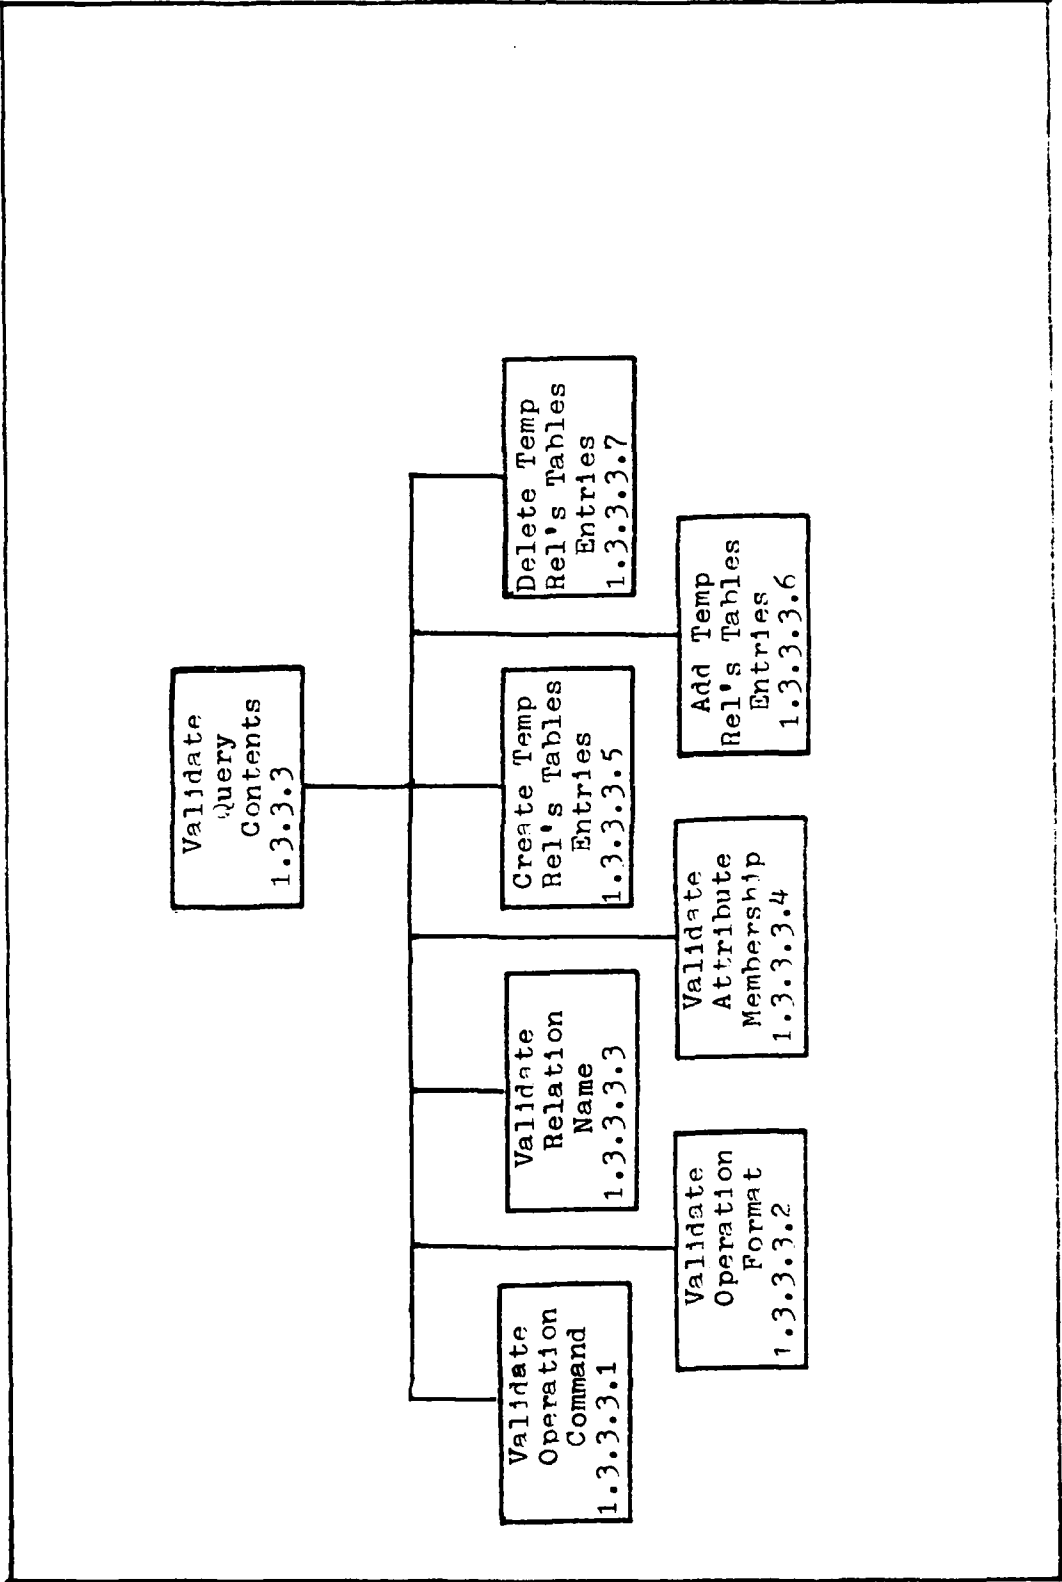 Validate
Query
Contents
1.3.3.3
Validate
Operation
Command
1.3.3.3.1
Validate
Operation
Format
1.3.3.3.2
Validate
Relation
Name
1.3.3.3.3
Validate
Attribute
Membership
1.3.3.3.4
Create Temp
Rel's Tables
Entries
1.3.3.3.5
Add Temp
Rel's Tables
Entries
1.3.3.3.6
Delete Temp
Rel's Tables
Entries
1.3.3.3.7